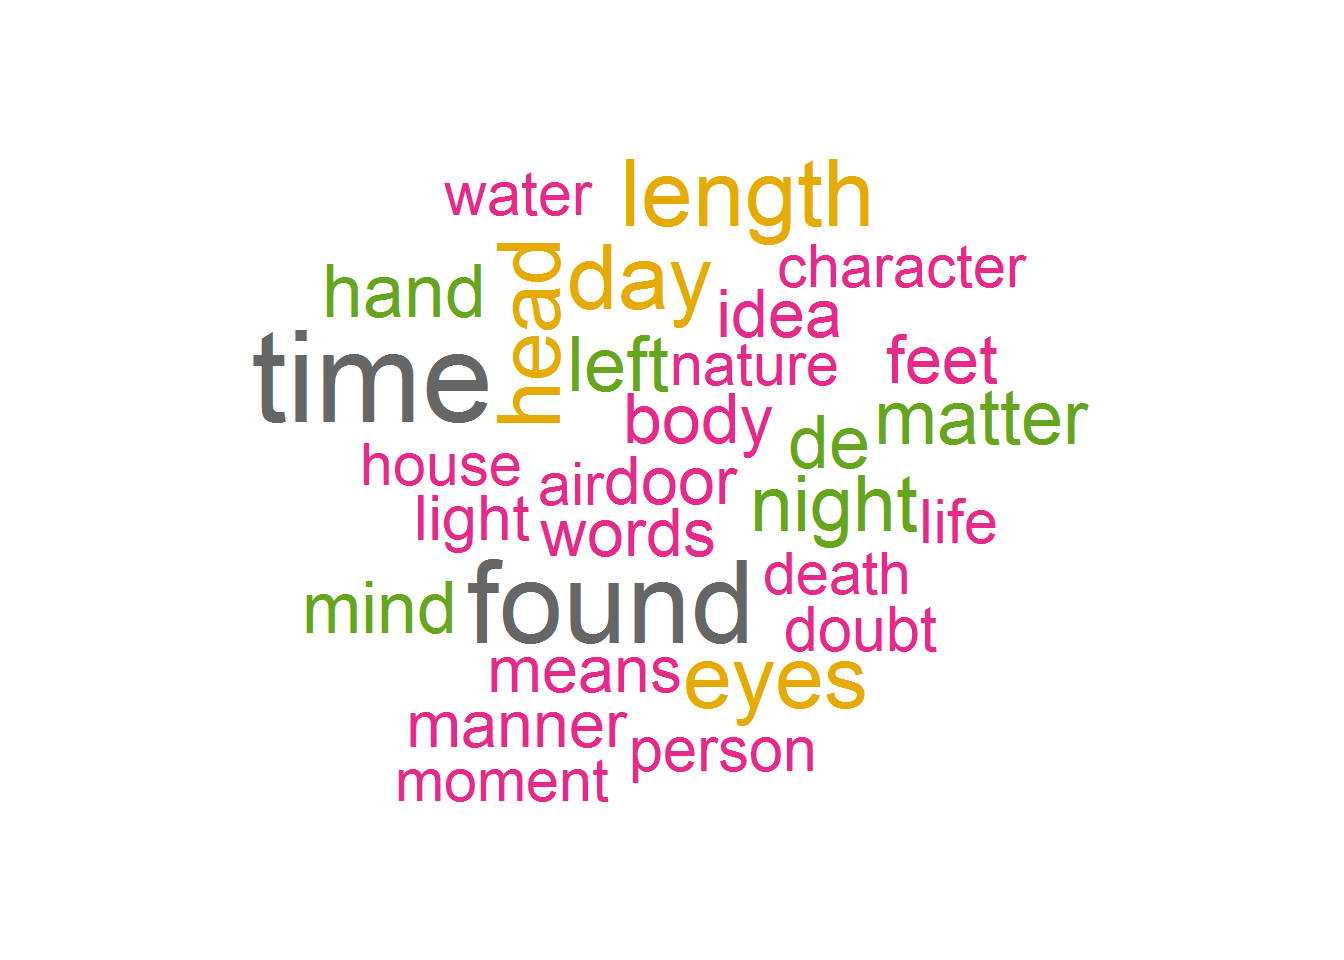 water
length
head
day
character
hand
idea
time
left
nature
feet
body
de
matter
house
air
door
night
light
words
life
found
death
mind
doubt
means
eyes
manner
person
moment